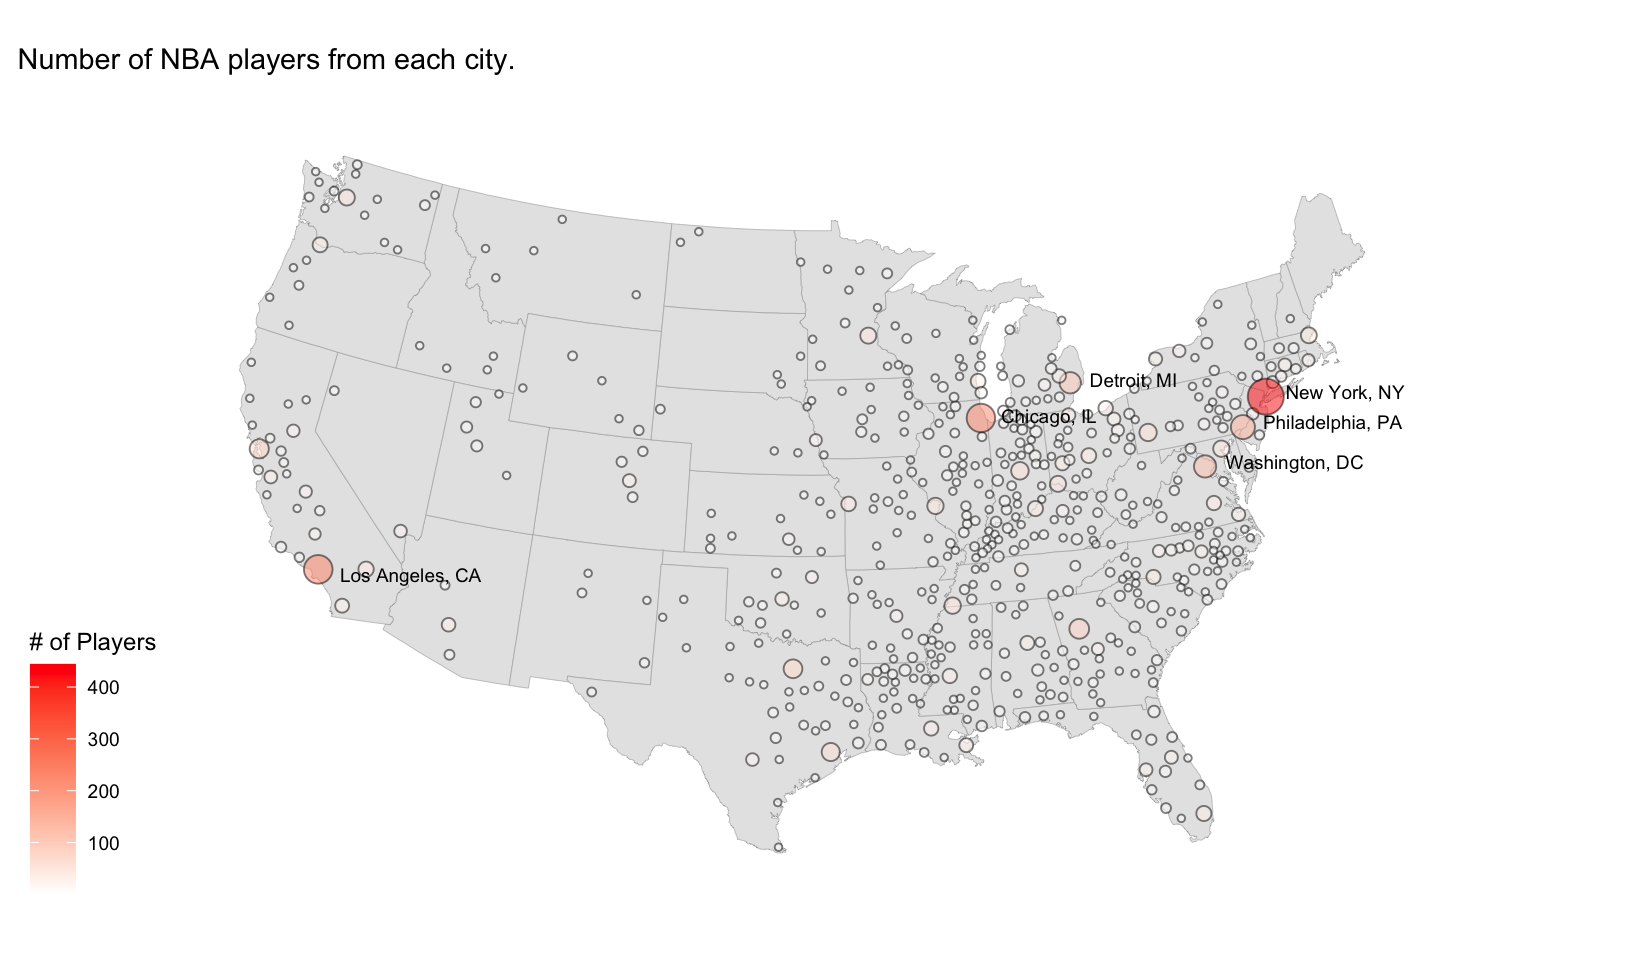 Number of NBA players from each city.
Detroit, MI
New York, NY
Chicago, IL
Philadelphia, PA
Washington, DC
Los Angeles, CA
# of Players
400
300
200
100